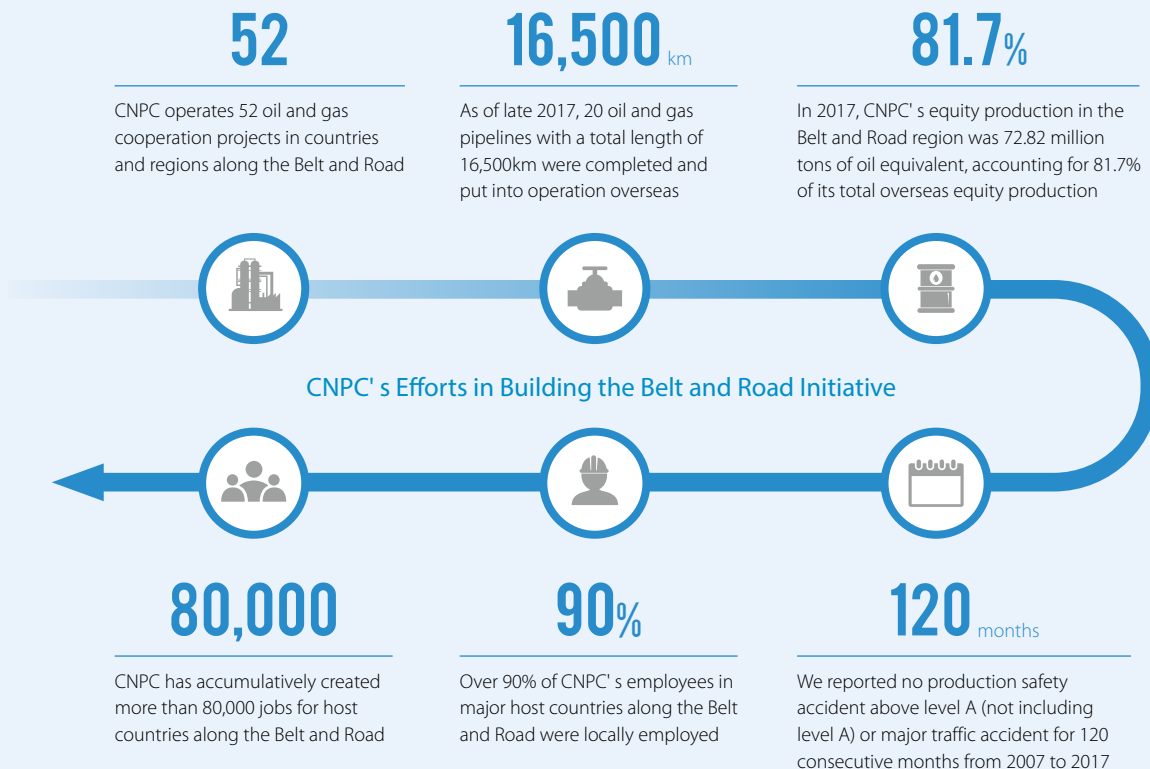 52
CNPC operates 52 oil and gas
cooperation projects in countries
and regions along the Belt and Road
16,500 km
As of late 2017, 20 oil and gas
pipelines with a total length of
16,500km were completed and
put into operation overseas
81.7%
In 2017, CNPC' s equity production in the
Belt and Road region was 72.82 million
tons of oil equivalent, accounting for 81.7%
of its total overseas equity production
CNPC' s Efforts in Building the Belt and Road Initiative
80,000
CNPC has accumulatively created
more than 80,000 jobs for host
countries along the Belt and Road
90%
Over 90% of CNPC' s employees in
major host countries along the Belt
and Road were locally employed
120 months
We reported no production safety
accident above level A (not including
level A) or major traffic accident for 120
consecutive months from 2007 to 2017